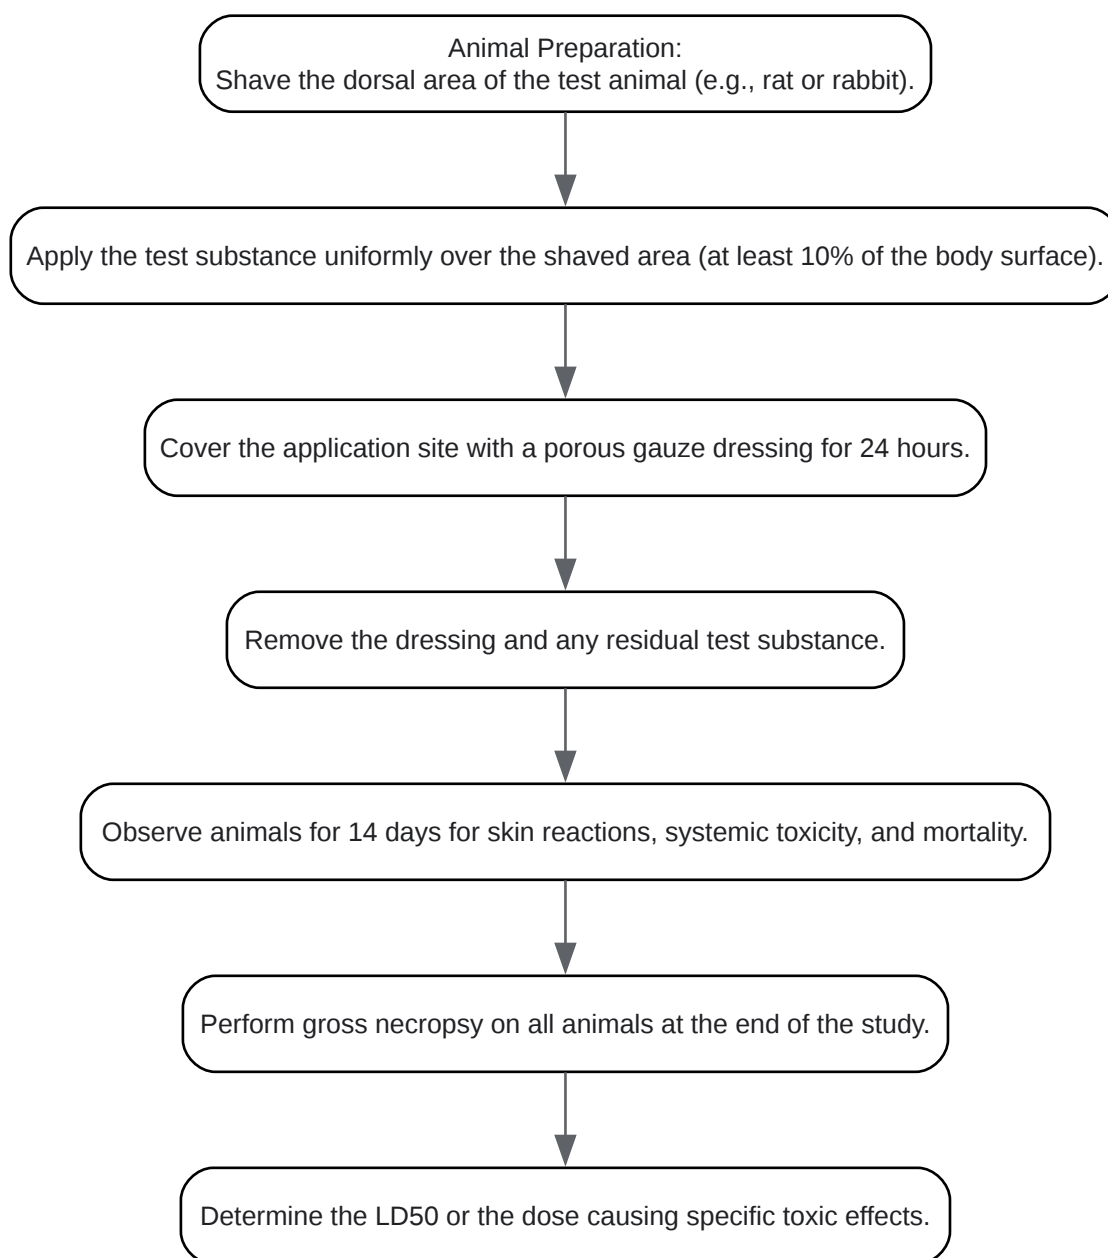 Animal Preparation:
Shave the dorsal area of the test animal (e.g., rat or rabbit).
Apply the test substance uniformly over the shaved area (at least 10% of the body surface).
Cover the application site with a porous gauze dressing for 24 hours.
Remove the dressing and any residual test substance.
Observe animals for 14 days for skin reactions, systemic toxicity, and mortality.
Perform gross necropsy on all animals at the end of the study.
Determine the LD50 or the dose causing specific toxic effects.